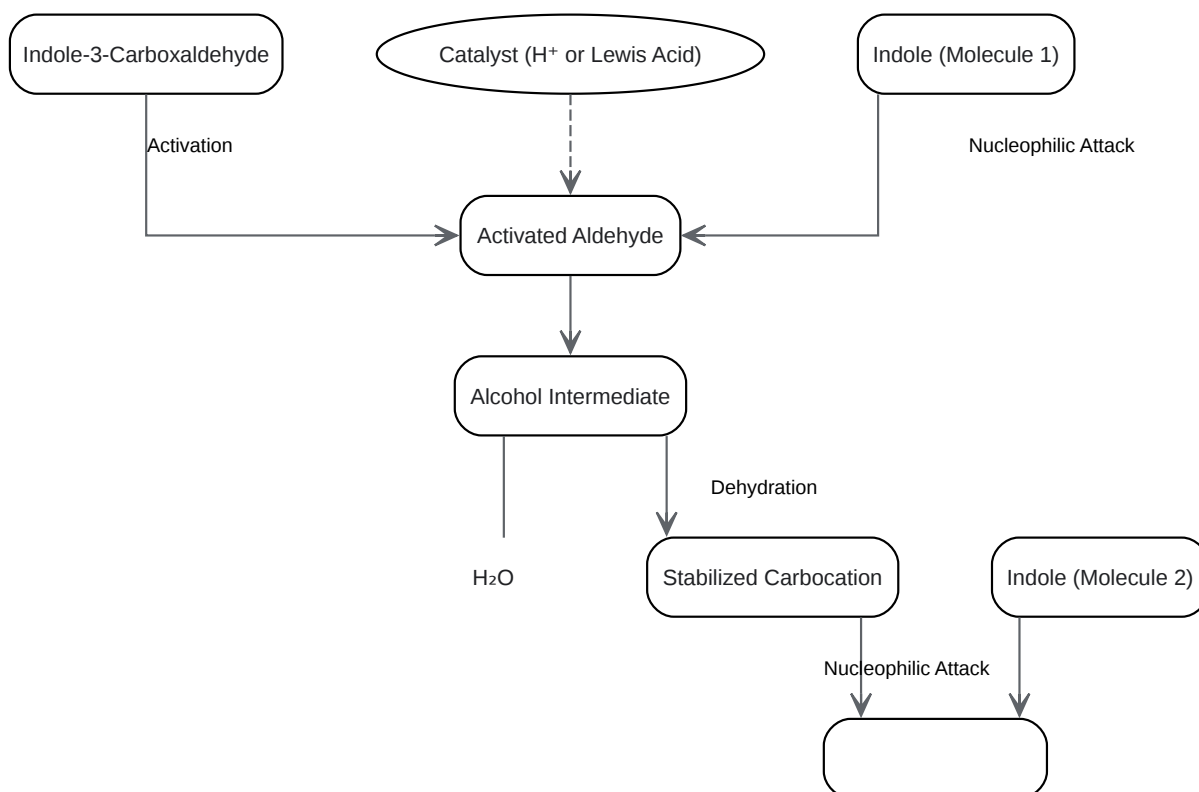 Indole-3-Carboxaldehyde
Catalyst (H⁺ or Lewis Acid)
Indole (Molecule 1)
Activation
Nucleophilic Attack
Activated Aldehyde
Alcohol Intermediate
Dehydration
H₂O
Stabilized Carbocation
Indole (Molecule 2)
Nucleophilic Attack